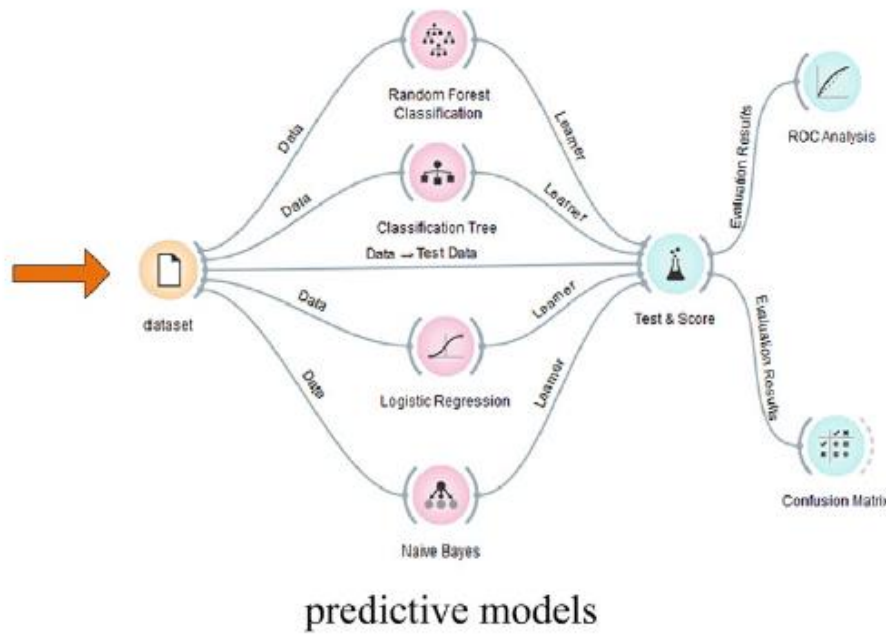 Random Forest
Classification
Data
Learner
ROC Analysis
Evaluation Results
Data
Learner
Classification Tree
Data → Test Data
dataset
Test & Score
Data
Learner
Logistic Regression
Evaluation Results
Data
Learner
Confusion Matrix
Naive Bayes
predictive models